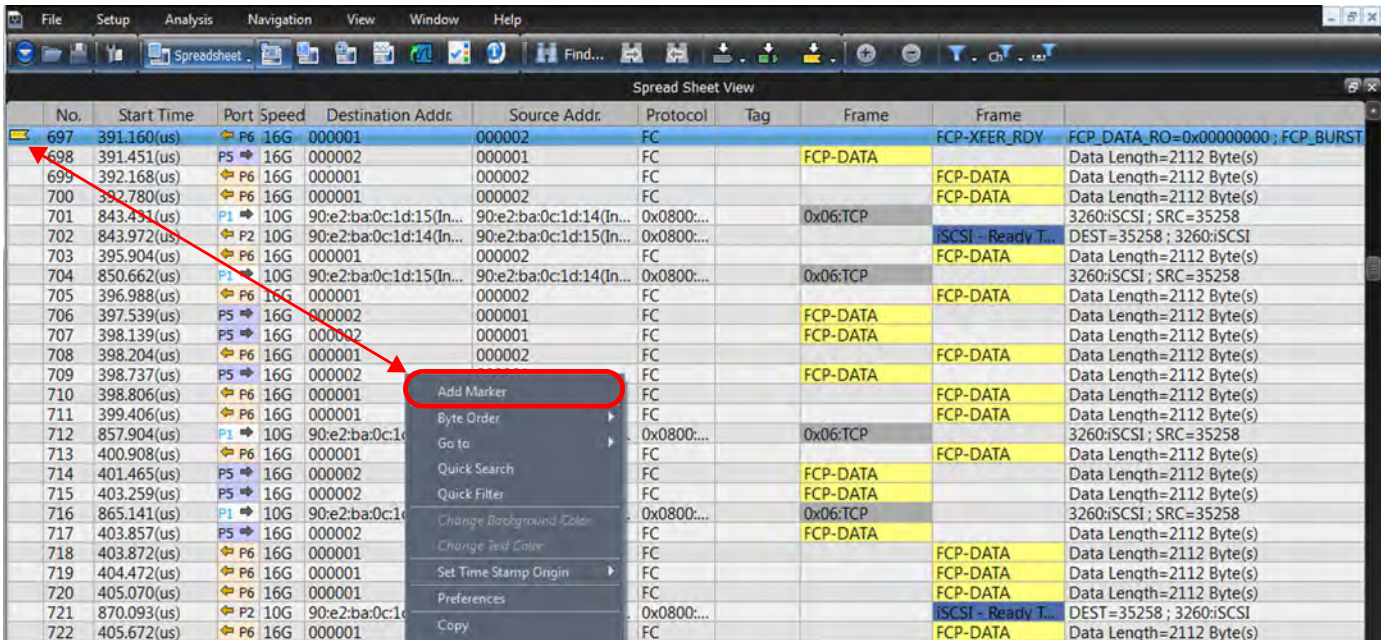 File Setup Analysis Navigation View Window Help
Spreadsheet Find...
Spread Sheet View
No. Start Time Port Speed Destination Addr. Source Addr. Protocol Tag Frame Frame
697 391.160(us) P6 16G 000001 000002 FC FCP-XFER_RDY FCP_DATA_RO=0x00000000 ; FCP_BURST
698 391.451(us) P5 16G 000002 000001 FC FCP-DATA Data Length=2112 Byte(s)
699 392.168(us) P6 16G 000001 000002 FC FCP-DATA Data Length=2112 Byte(s)
700 392.780(us) P6 16G 000001 000002 FC FCP-DATA Data Length=2112 Byte(s)
701 843.431(us) P1 10G 90:e2:ba:0c:1d:15(In... 90:e2:ba:0c:1d:14(In... 0x0800:... 0x06:TCP 3260:iSCSI ; SRC=35258
702 843.972(us) P2 10G 90:e2:ba:0c:1d:14(In... 90:e2:ba:0c:1d:15(In... 0x0800:... iSCSI - Ready T... DEST=35258 ; 3260:iSCSI
703 395.904(us) P6 16G 000001 000002 FC FCP-DATA Data Length=2112 Byte(s)
704 850.662(us) P1 10G 90:e2:ba:0c:1d:15(In... 90:e2:ba:0c:1d:14(In... 0x0800:... 0x06:TCP 3260:iSCSI ; SRC=35258
705 396.988(us) P6 16G 000001 000002 FC FCP-DATA Data Length=2112 Byte(s)
706 397.539(us) P5 16G 000002 000001 FC FCP-DATA Data Length=2112 Byte(s)
707 398.139(us) P5 16G 000002 000001 FC FCP-DATA Data Length=2112 Byte(s)
708 398.204(us) P6 16G 000001 000002 FC FCP-DATA Data Length=2112 Byte(s)
709 398.737(us) P5 16G 000002 FC FCP-DATA Data Length=2112 Byte(s)
710 398.806(us) P6 16G 000001 Add Marker FC FCP-DATA Data Length=2112 Byte(s)
711 399.406(us) P6 16G 000001 Byte Order FC FCP-DATA Data Length=2112 Byte(s)
712 857.904(us) P1 10G 90:e2:ba:0c:1 0x0800:... 0x06:TCP 3260:iSCSI ; SRC=35258
713 400.908(us) P6 16G 000001 Go to FC FCP-DATA Data Length=2112 Byte(s)
714 401.465(us) P5 16G 000002 Quick Search FC FCP-DATA Data Length=2112 Byte(s)
715 403.259(us) P5 16G 000002 Quick Filter FC FCP-DATA Data Length=2112 Byte(s)
716 865.141(us) P1 10G 90:e2:ba:0c:1 Change Background Color 0x0800:... 0x06:TCP 3260:iSCSI ; SRC=35258
717 403.857(us) P5 16G 000002 FC FCP-DATA Data Length=2112 Byte(s)
718 403.872(us) P6 16G 000001 Change Text Color FC FCP-DATA Data Length=2112 Byte(s)
719 404.472(us) P6 16G 000001 Set Time Stamp Origin FC FCP-DATA Data Length=2112 Byte(s)
720 405.070(us) P6 16G 000001 Preferences FC FCP-DATA Data Length=2112 Byte(s)
721 870.093(us) P2 10G 90:e2:ba:0c:1 0x0800:... iSCSI - Ready T... DEST=35258 ; 3260:iSCSI
722 405.672(us) P6 16G 000001 Copy FC FCP-DATA Data Length=2112 Byte(s)